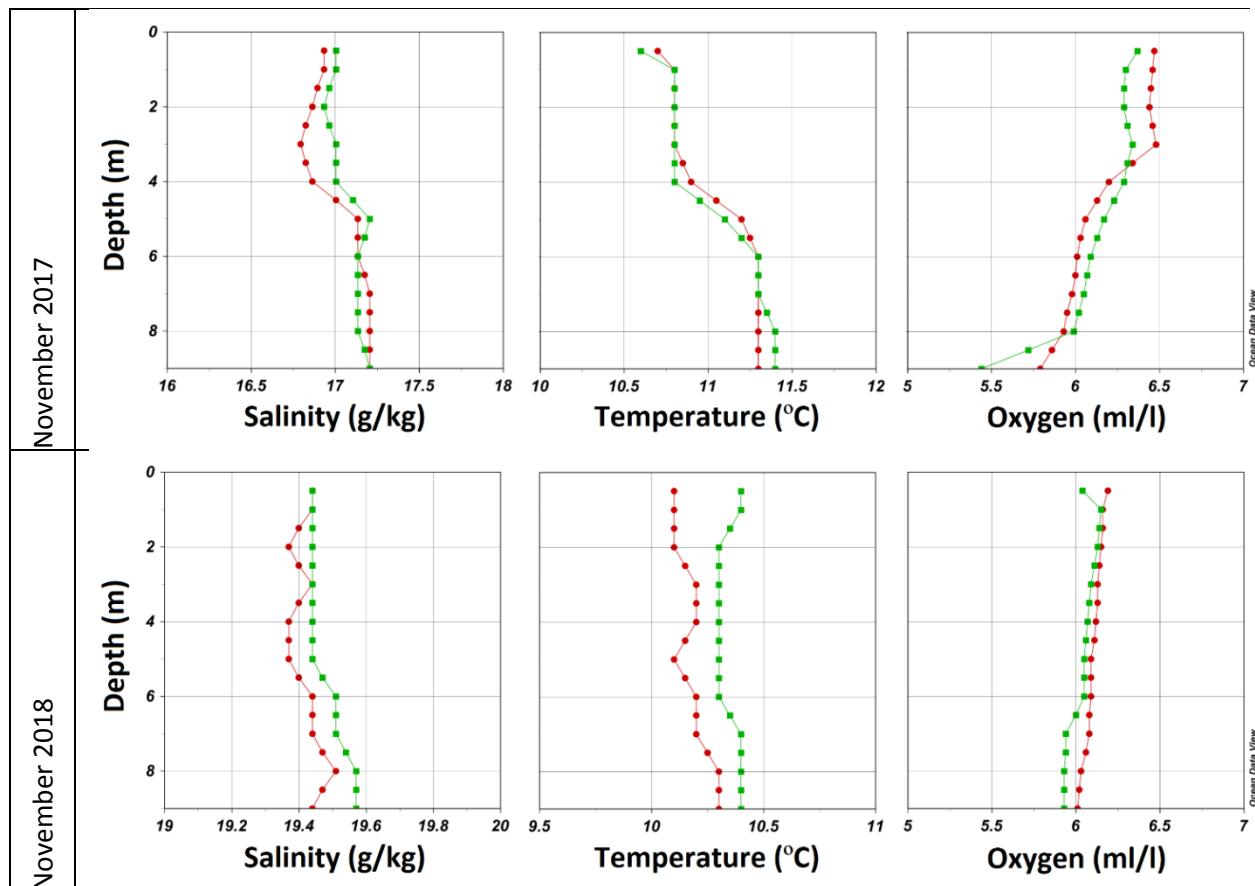 November 2017
Depth (m)
0
2
4
6
8
16 16.5 17 17.5 18
Salinity (g/kg)
10 10.5 11 11.5 12
Temperature (°C)
5 5.5 6 6.5 7
Oxygen (ml/l)
Ocean Data View
November 2018
Depth (m)
0
2
4
6
8
19 19.2 19.4 19.6 19.8 20
Salinity (g/kg)
9.5 10 10.5 11
Temperature (°C)
5 5.5 6 6.5 7
Oxygen (ml/l)
Ocean Data View